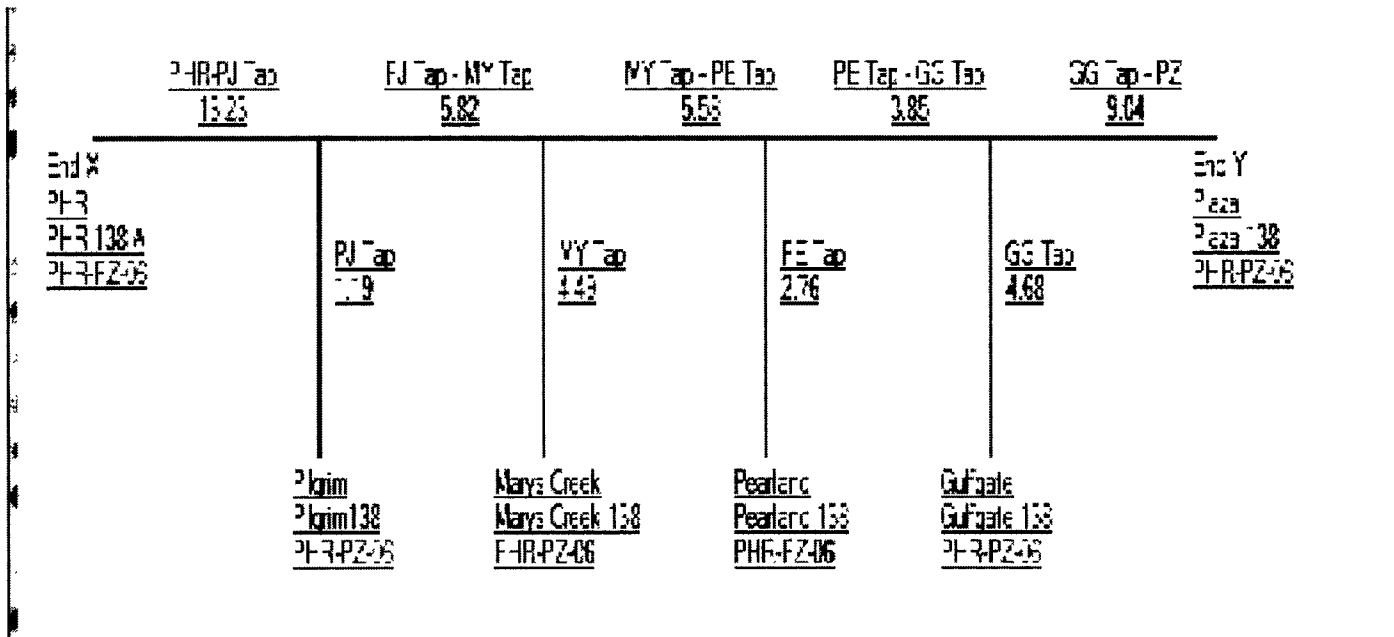 PHR-PJ Tap
PJ Tap - MY Tap
MY Tap - PE Tap
PE Tap - GG Tap
GG Tap - PZ
5.82
3.85
9.04
End X
PHR
PHR 138 A
PHR-PZ-06
End Y
Plaza
Plaza 138
PHR-PZ-06
PJ Tap
MY Tap
4.43
PE Tap
2.76
GG Tap
4.68
Pilgrim
Pilgrim138
PHR-PZ-06
Marys Creek
Marys Creek 138
PHR-PZ-06
Pearland
Pearland 138
PHR-PZ-06
Gulfgate
Gulfgate 138
PHR-PZ-06